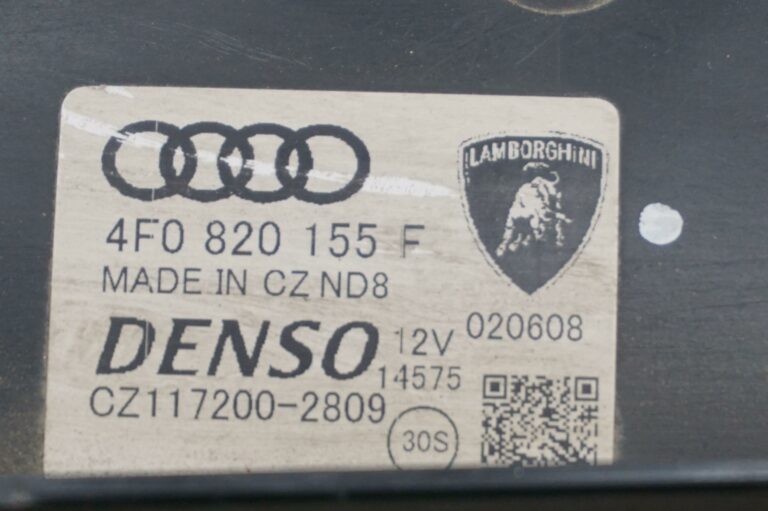 LAMBORGHiNI
4F0 820 155 F
MADE IN CZ ND8
020608
DENSO 12V
14575
CZ117200-2809
30S